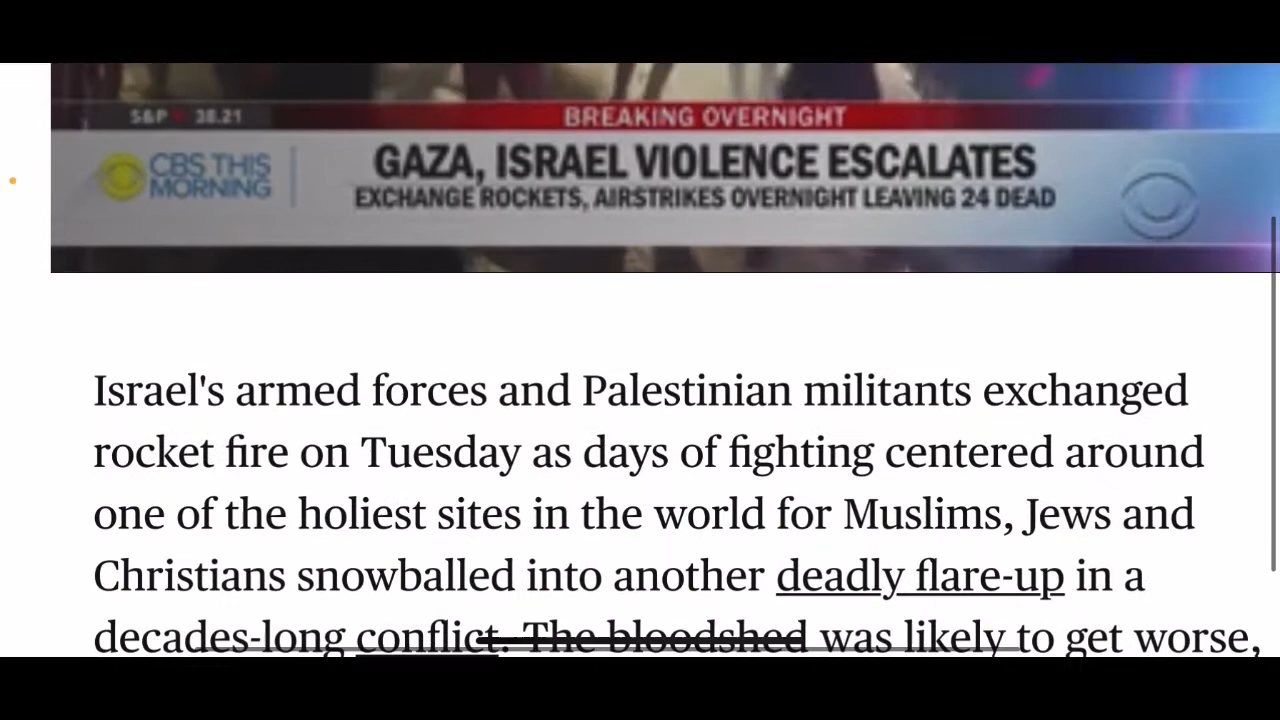 S&P 38.21
BREAKING OVERNIGHT
CBS THIS
MORNING
GAZA, ISRAEL VIOLENCE ESCALATES
EXCHANGE ROCKETS, AIRSTRIKES OVERNIGHT LEAVING 24 DEAD
Israel's armed forces and Palestinian militants exchanged
rocket fire on Tuesday as days of fighting centered around
one of the holiest sites in the world for Muslims, Jews and
Christians snowballed into another deadly flare-up in a
decades-long conflict. The bloodshed was likely to get worse,